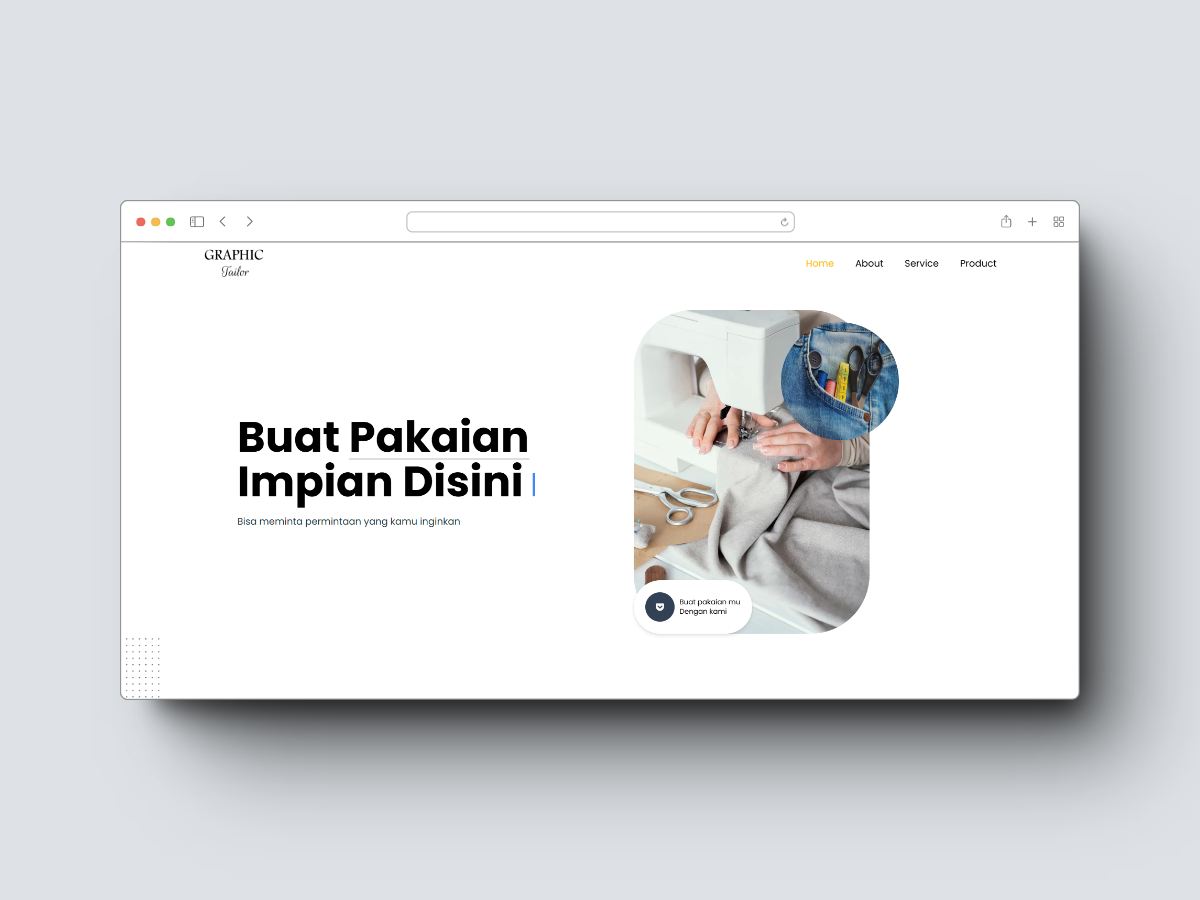 GRAPHIC
Tailor
Home About Service Product
Buat Pakaian
Impian Disini
Bisa meminta permintaan yang kamu inginkan
Buat pakaian mu
Dengan kami